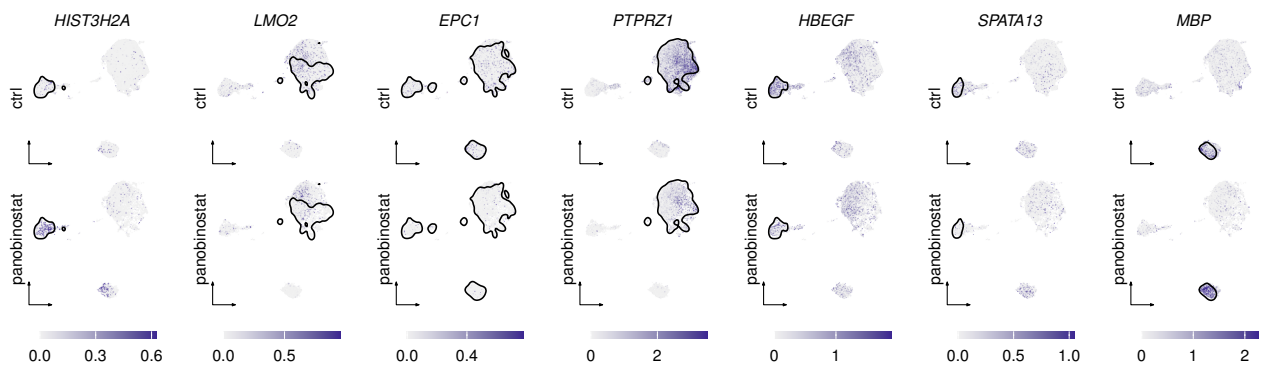 HIST3H2A LMO2 EPC1 PTPRZ1 HBEGF SPATA13 MBP
ctrl ctrl ctrl ctrl ctrl ctrl ctrl
panobinostat panobinostat panobinostat panobinostat panobinostat panobinostat panobinostat
0.0 0.3 0.6 0.0 0.5 0.0 0.4 0 2 0 1 0.0 0.5 1.0 0 1 2